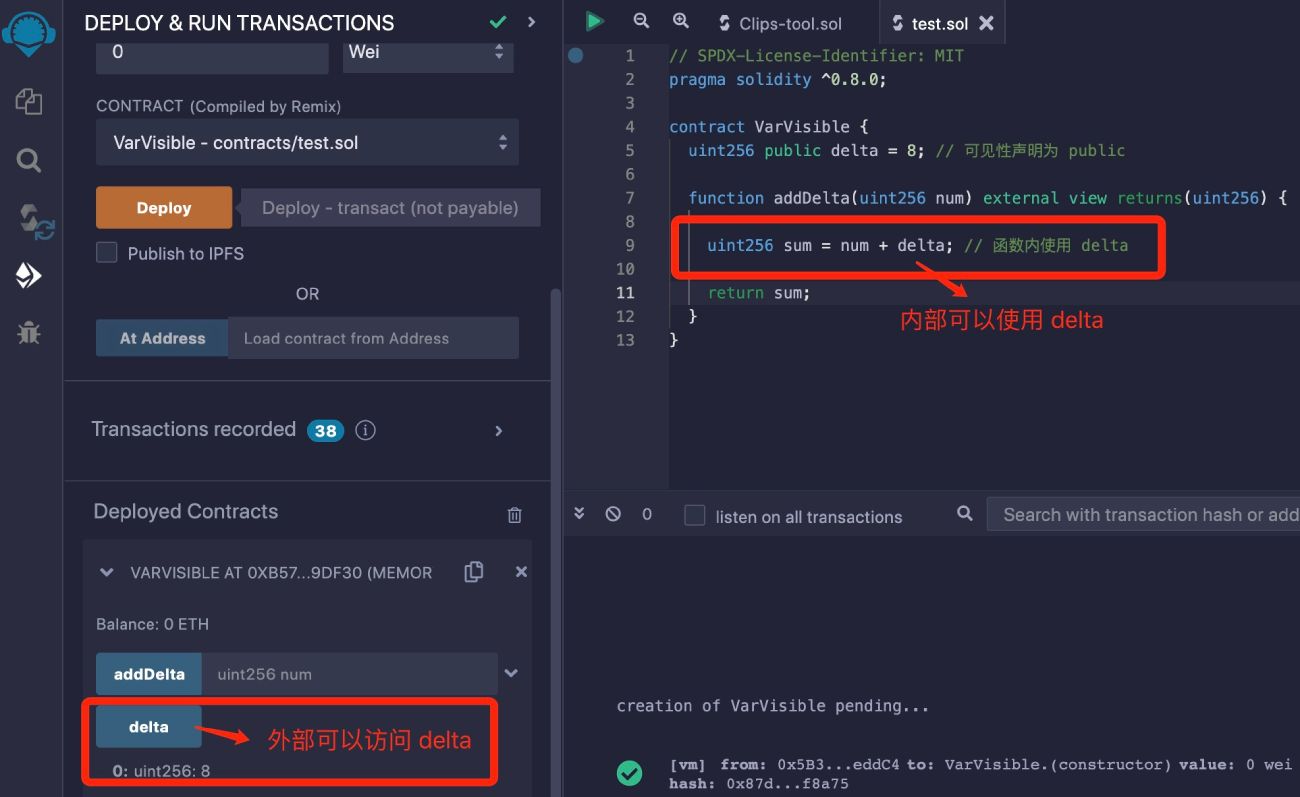 DEPLOY & RUN TRANSACTIONS
0
Wei
CONTRACT (Compiled by Remix)
VarVisible - contracts/test.sol
Deploy
Deploy - transact (not payable)
Publish to IPFS
OR
At Address
Load contract from Address
Transactions recorded 38 i
Deployed Contracts
VARVISIBLE AT 0XB57...9DF30 (MEMOR
Balance: 0 ETH
addDelta
uint256 num
delta
外部可以访问 delta
0: uint256: 8
Clips-tool.sol
test.sol
1 // SPDX-License-Identifier: MIT
2 pragma solidity ^0.8.0;
3
4 contract VarVisible {
5 uint256 public delta = 8; // 可见性声明为 public
6
7 function addDelta(uint256 num) external view returns(uint256) {
8
9 uint256 sum = num + delta; // 函数内使用 delta
10
11 return sum;
12 }
13 }
内部可以使用 delta
0
listen on all transactions
Search with transaction hash or add
creation of VarVisible pending...
[vm] from: 0x5B3...eddC4 to: VarVisible.(constructor) value: 0 wei
hash: 0x87d...f8a75